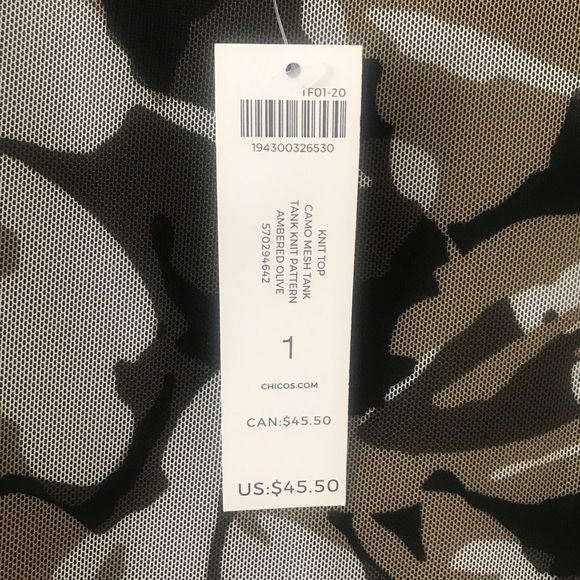 TF01-20
194300326530
KNIT TOP
CAMO MESH TANK
TANK KNIT PATTERN
AMBERED OLIVE
570294642
1
CHICOS.COM
CAN:$45.50
US:$45.50